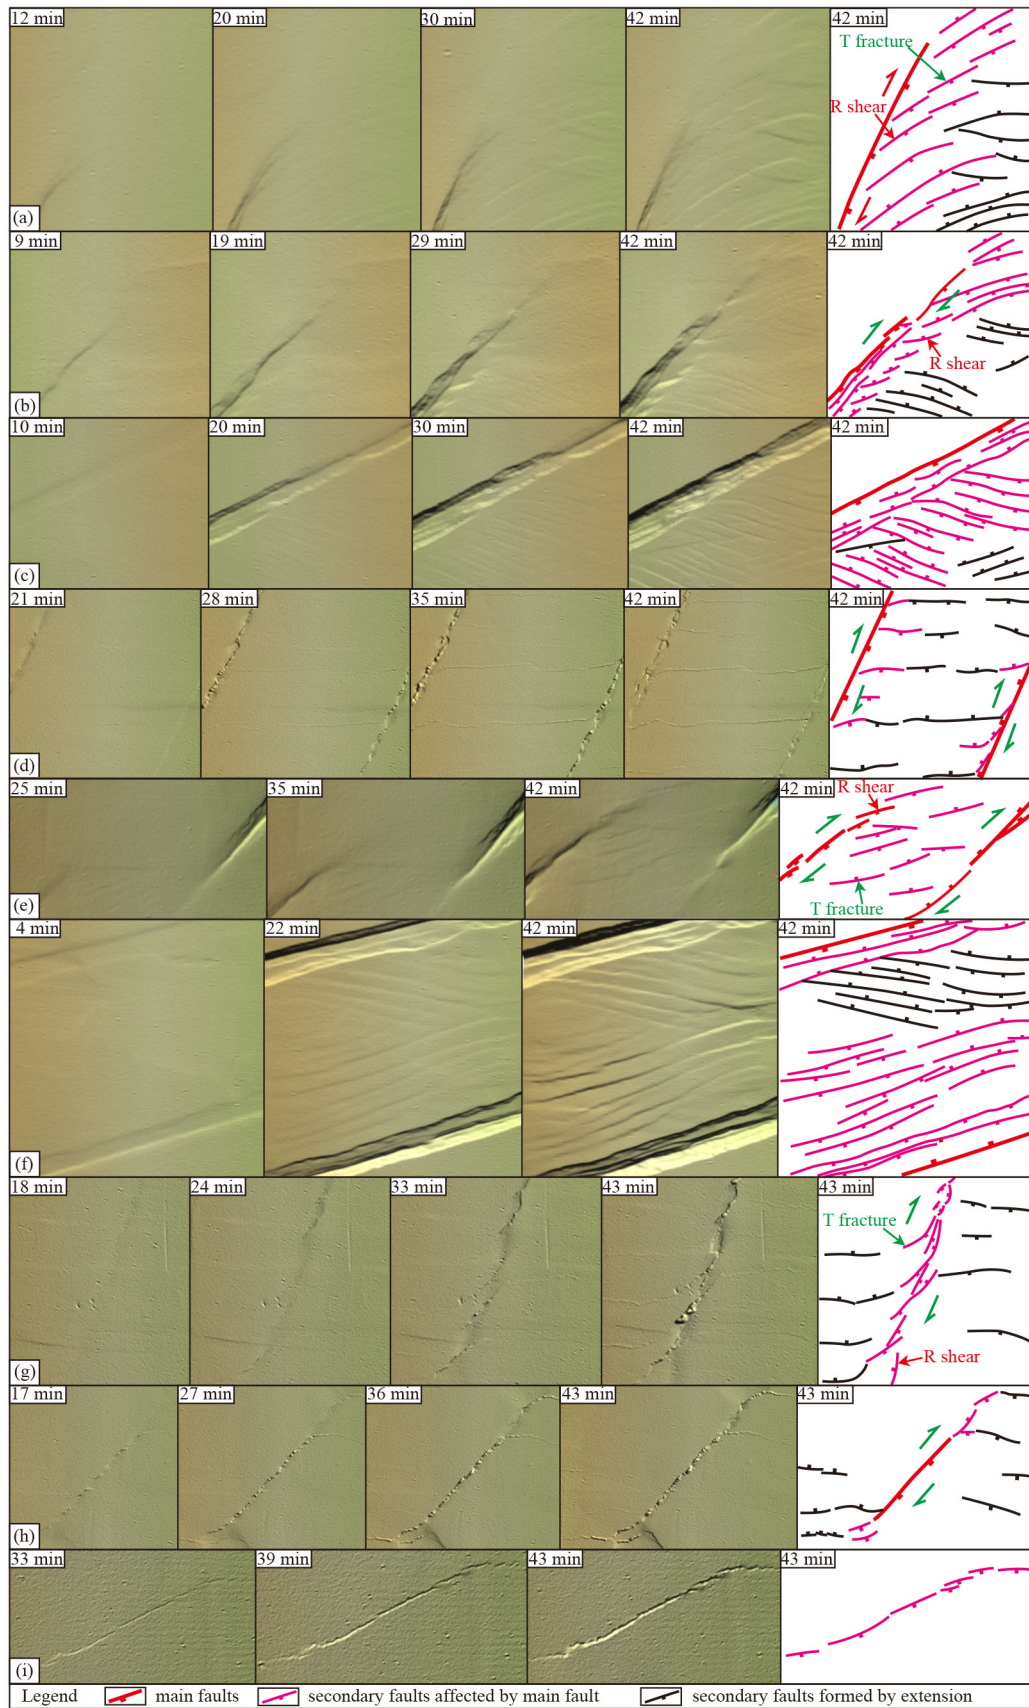 12 min 20 min 30 min 42 min 42 min
T fracture
R shear
(a)
9 min 19 min 29 min 42 min 42 min
R shear
(b)
10 min 20 min 30 min 42 min 42 min
(c)
21 min 28 min 35 min 42 min 42 min
(d)
25 min 35 min 42 min 42 min
R shear
T fracture
(e)
4 min 22 min 42 min 42 min
(f)
18 min 24 min 33 min 43 min 43 min
T fracture
R shear
(g)
17 min 27 min 36 min 43 min 43 min
(h)
33 min 39 min 43 min 43 min
(i)
Legend main faults secondary faults affected by main fault secondary faults formed by extension